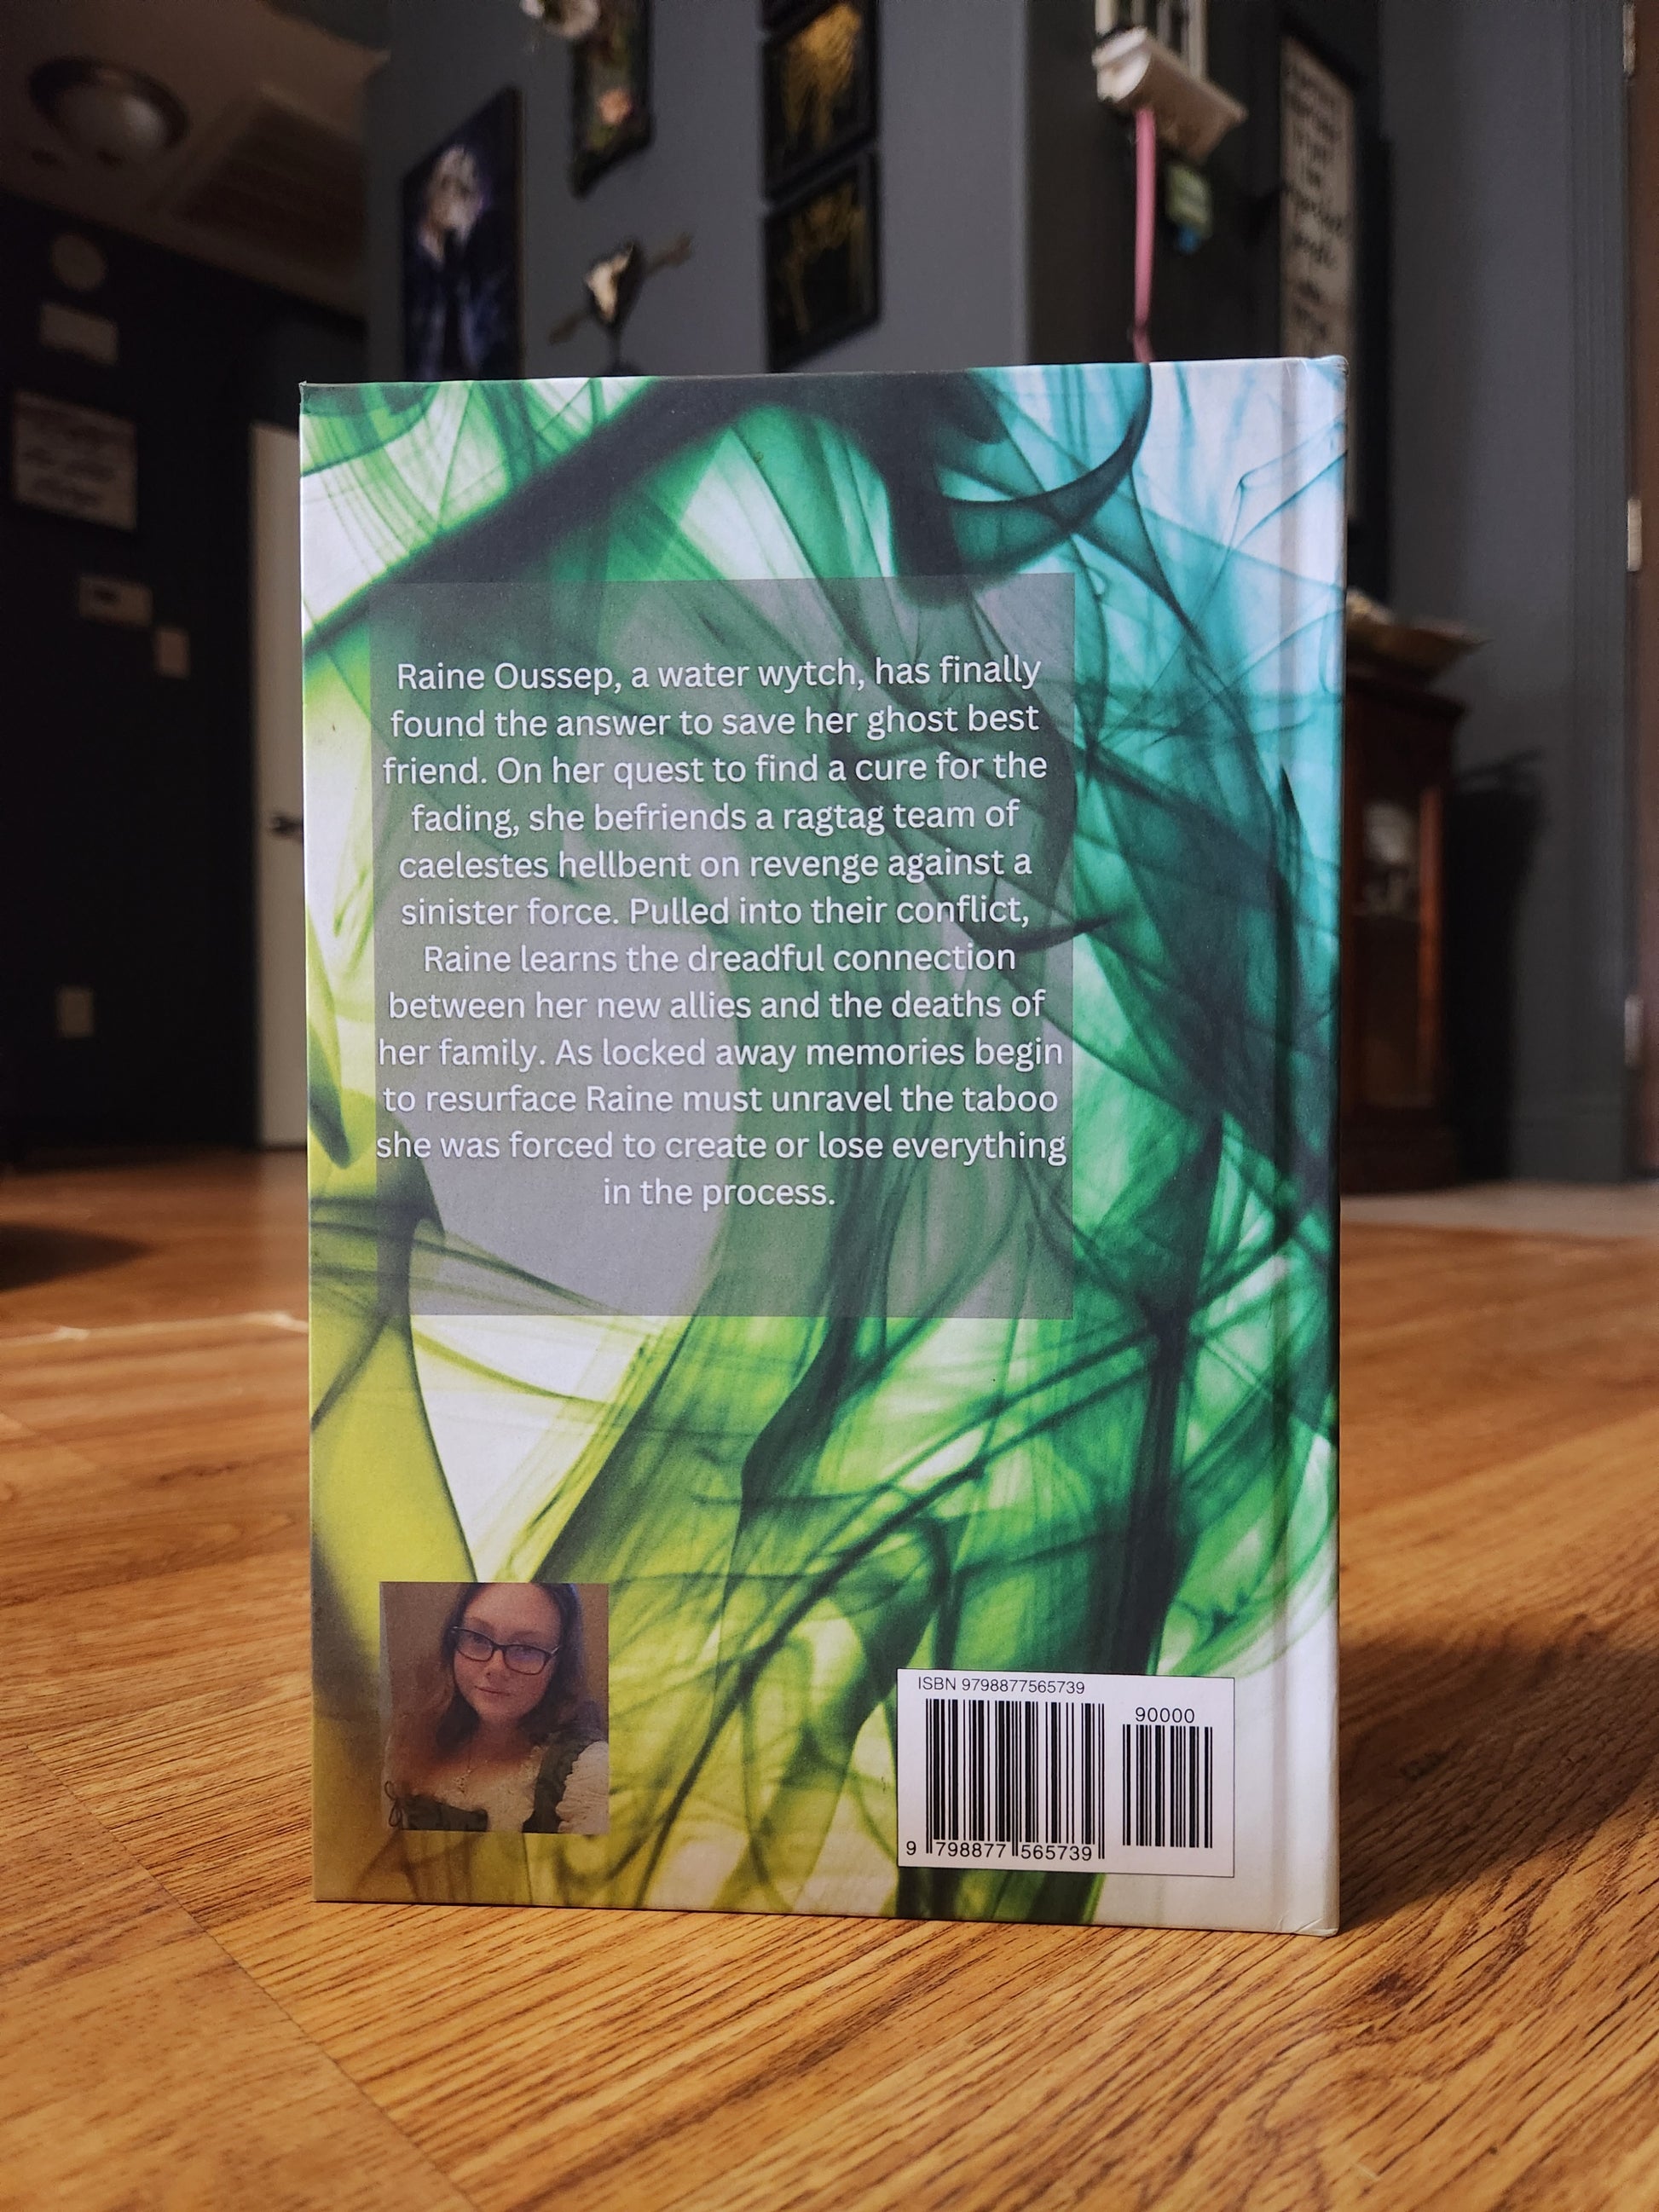 Raine Oussep, a water wytch, has finally
found the answer to save her ghost best
friend. On her quest to find a cure for the
fading, she befriends a ragtag team of
caelestes hellbent on revenge against a
sinister force. Pulled into their conflict,
Raine learns the dreadful connection
between her new allies and the deaths of
her family. As locked away memories begin
to resurface Raine must unravel the taboo
she was forced to create or lose everything
in the process.
ISBN 9798877565739
90000
9 798877 565739